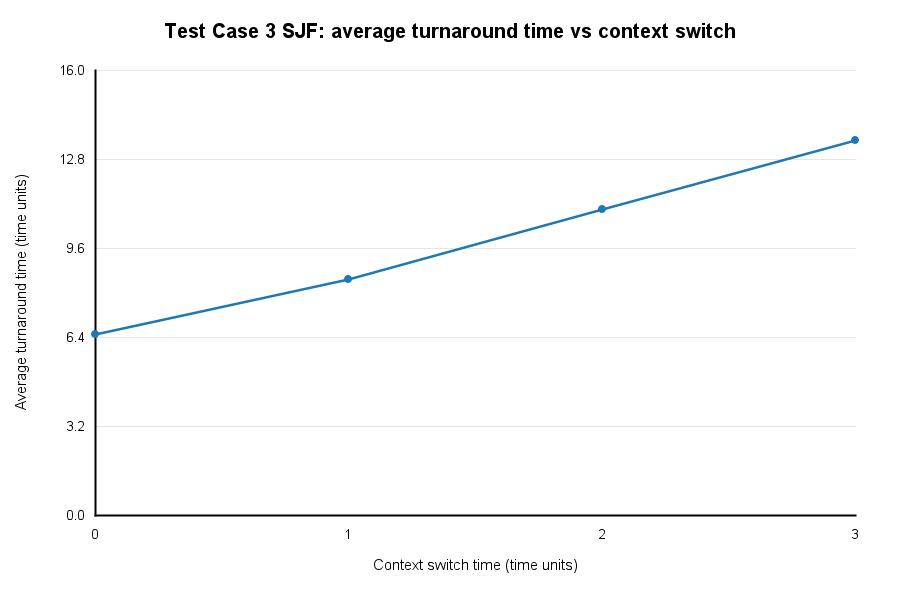 Test Case 3 SJF: average turnaround time vs context switch
16.0
12.8
9.6
6.4
3.2
0.0
Average turnaround time (time units)
0 1 2 3
Context switch time (time units)